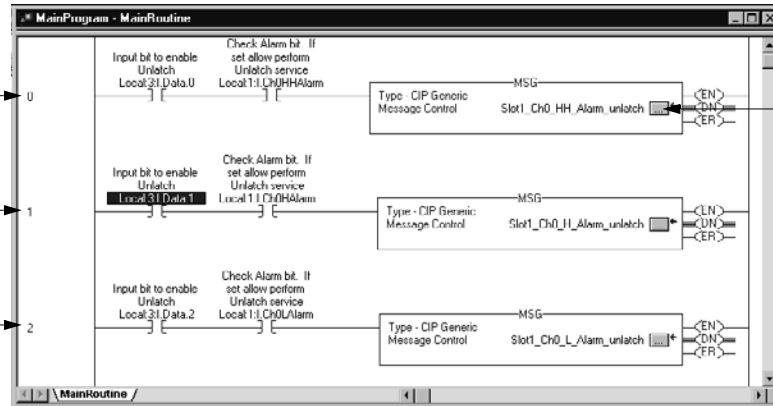 MainProgram - MainRoutine
Input bit to enable
Unlatch
Local:3:I.Data.0
Check Alarm bit. If
set allow perform
Unlatch service
Local:1:I.Ch0HHAlarm
0
MSG
Type - CIP Generic
Message Control
Slot1_Ch0_HH_Alarm_unlatch
...
EN
DN
ER
Input bit to enable
Unlatch
Local:3:I.Data.1
Check Alarm bit. If
set allow perform
Unlatch service
Local:1:I.Ch0HAlarm
1
MSG
Type - CIP Generic
Message Control
Slot1_Ch0_H_Alarm_unlatch
...
EN
DN
ER
Input bit to enable
Unlatch
Local:3:I.Data.2
Check Alarm bit. If
set allow perform
Unlatch service
Local:1:I.Ch0LAlarm
2
MSG
Type - CIP Generic
Message Control
Slot1_Ch0_L_Alarm_unlatch
...
EN
DN
ER
MainRoutine